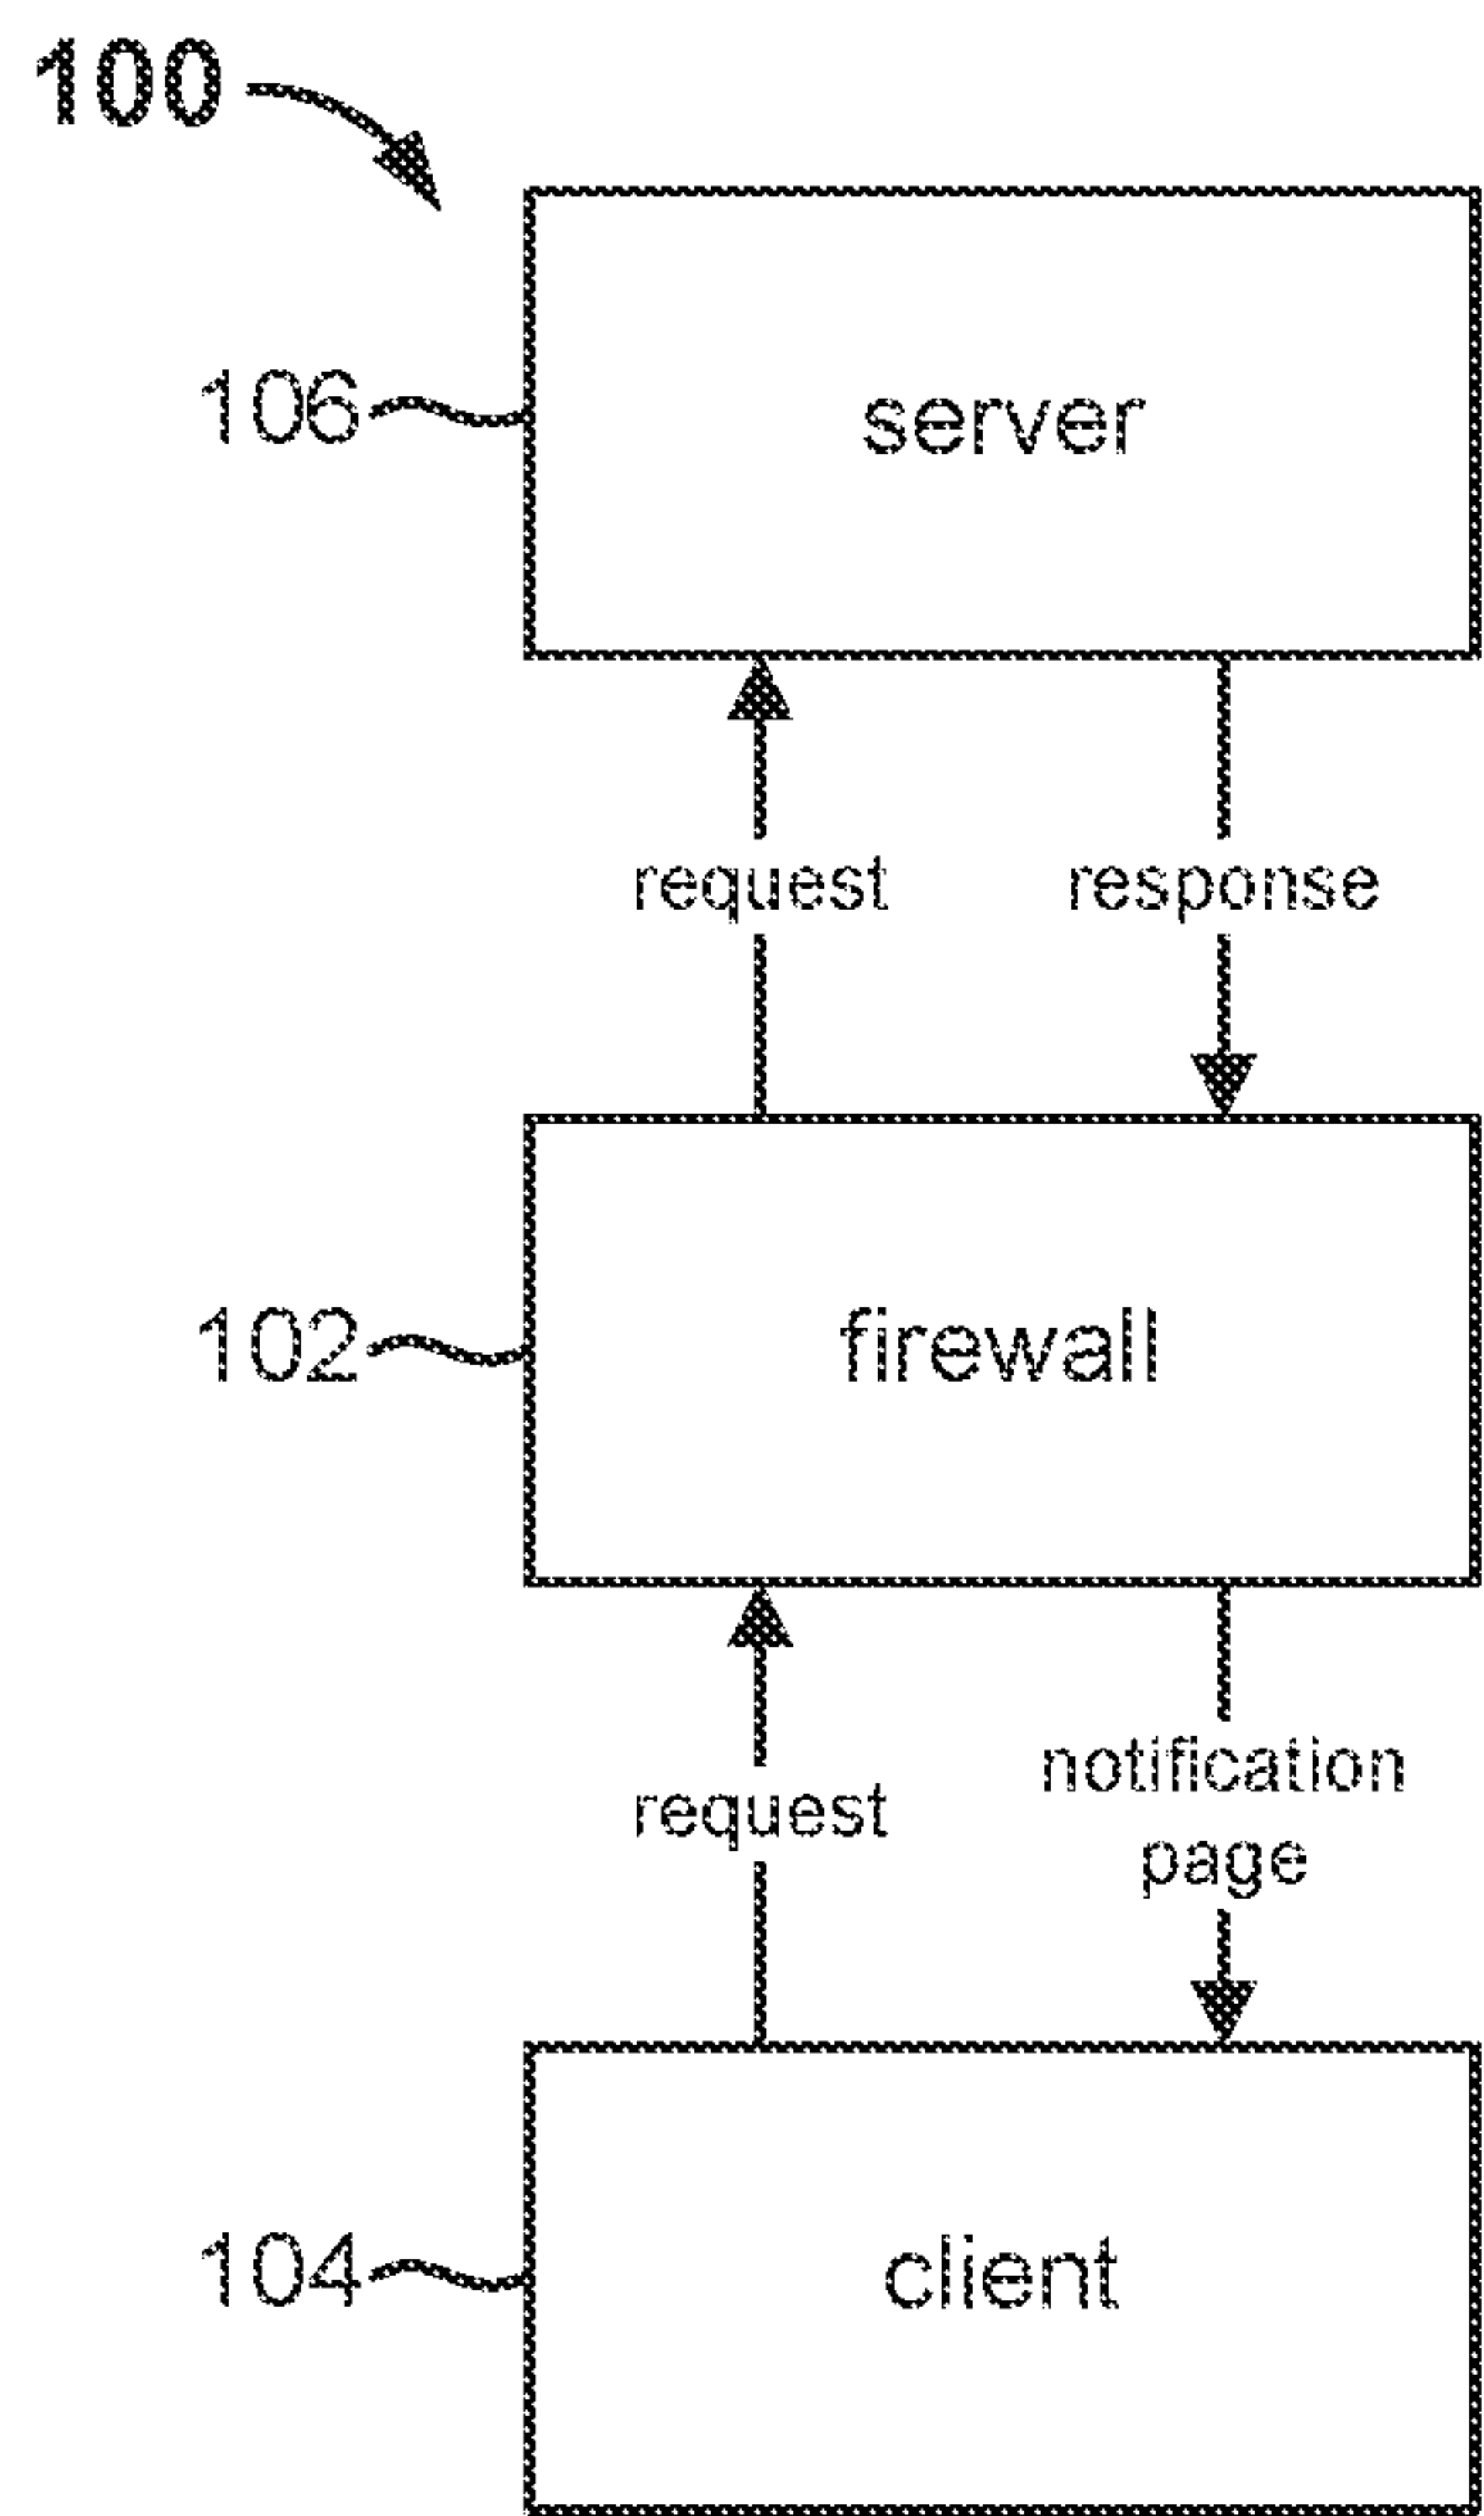 100
106
server
request
response
102
firewall
request
notification
page
104
client